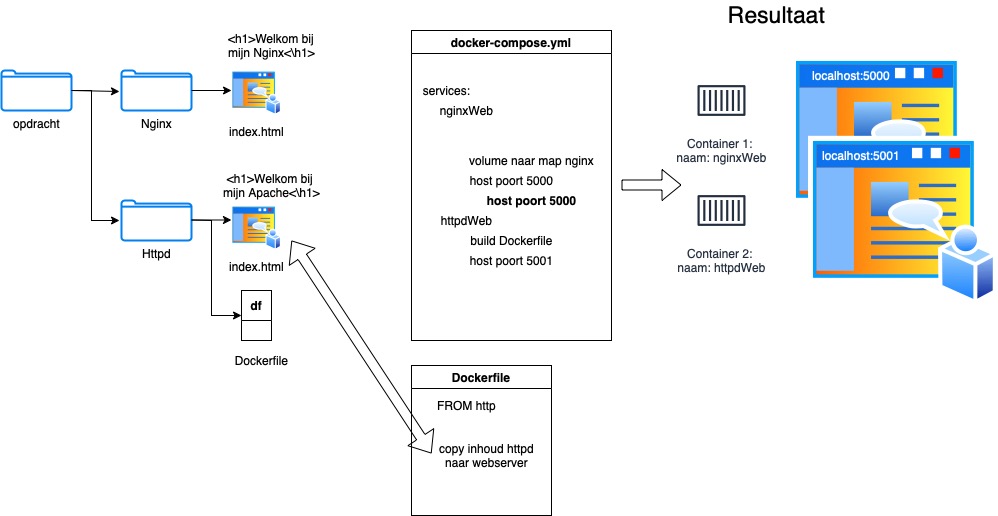 Resultaat
<h1>Welkom bij
mijn Nginx<\h1>
opdracht
Nginx
index.html
<h1>Welkom bij
mijn Apache<\h1>
Httpd
index.html
df
Dockerfile
docker-compose.yml
services:
nginxWeb
volume naar map nginx
host poort 5000
host poort 5000
httpdWeb
build Dockerfile
host poort 5001
Dockerfile
FROM http
copy inhoud httpd
naar webserver
Container 1:
naam: nginxWeb
Container 2:
naam: httpdWeb
localhost:5000
localhost:5001